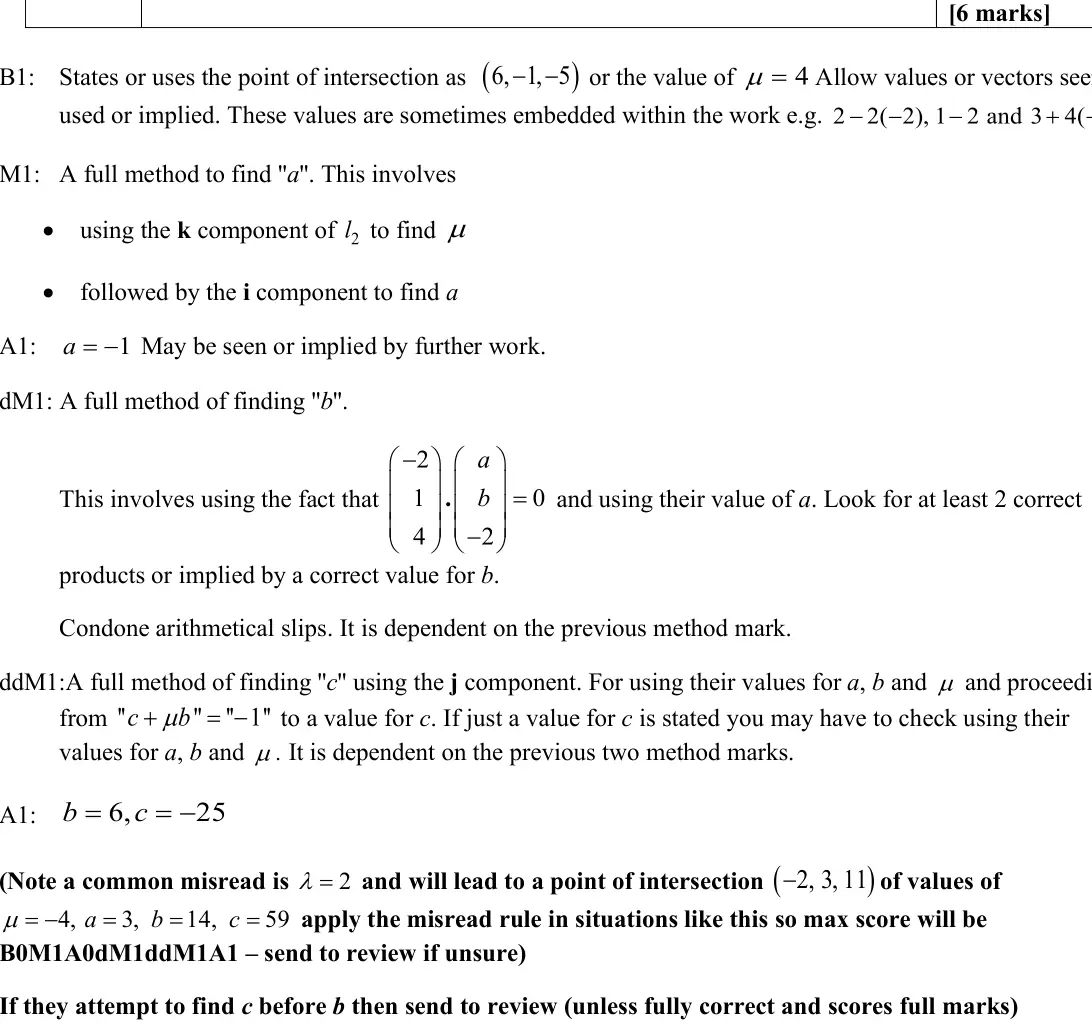 [6 marks]
B1: States or uses the point of intersection as (6,−1,−5) or the value of μ = 4 Allow values or vectors see
used or implied. These values are sometimes embedded within the work e.g. 2−2(−2), 1−2 and 3+4(−
M1: A full method to find "a". This involves
• using the k component of l₂ to find μ
• followed by the i component to find a
A1: a = −1 May be seen or implied by further work.
dM1: A full method of finding "b".
This involves using the fact that (−2 1 4) . (a b −2) = 0 and using their value of a. Look for at least 2 correct
products or implied by a correct value for b.
Condone arithmetical slips. It is dependent on the previous method mark.
ddM1:A full method of finding "c" using the j component. For using their values for a, b and μ and proceedi
from "c + μb" = "−1" to a value for c. If just a value for c is stated you may have to check using their
values for a, b and μ . It is dependent on the previous two method marks.
A1: b = 6, c = −25
(Note a common misread is λ = 2 and will lead to a point of intersection (−2, 3, 11) of values of
μ = −4, a = 3, b = 14, c = 59 apply the misread rule in situations like this so max score will be
B0M1A0dM1ddM1A1 – send to review if unsure)
If they attempt to find c before b then send to review (unless fully correct and scores full marks)